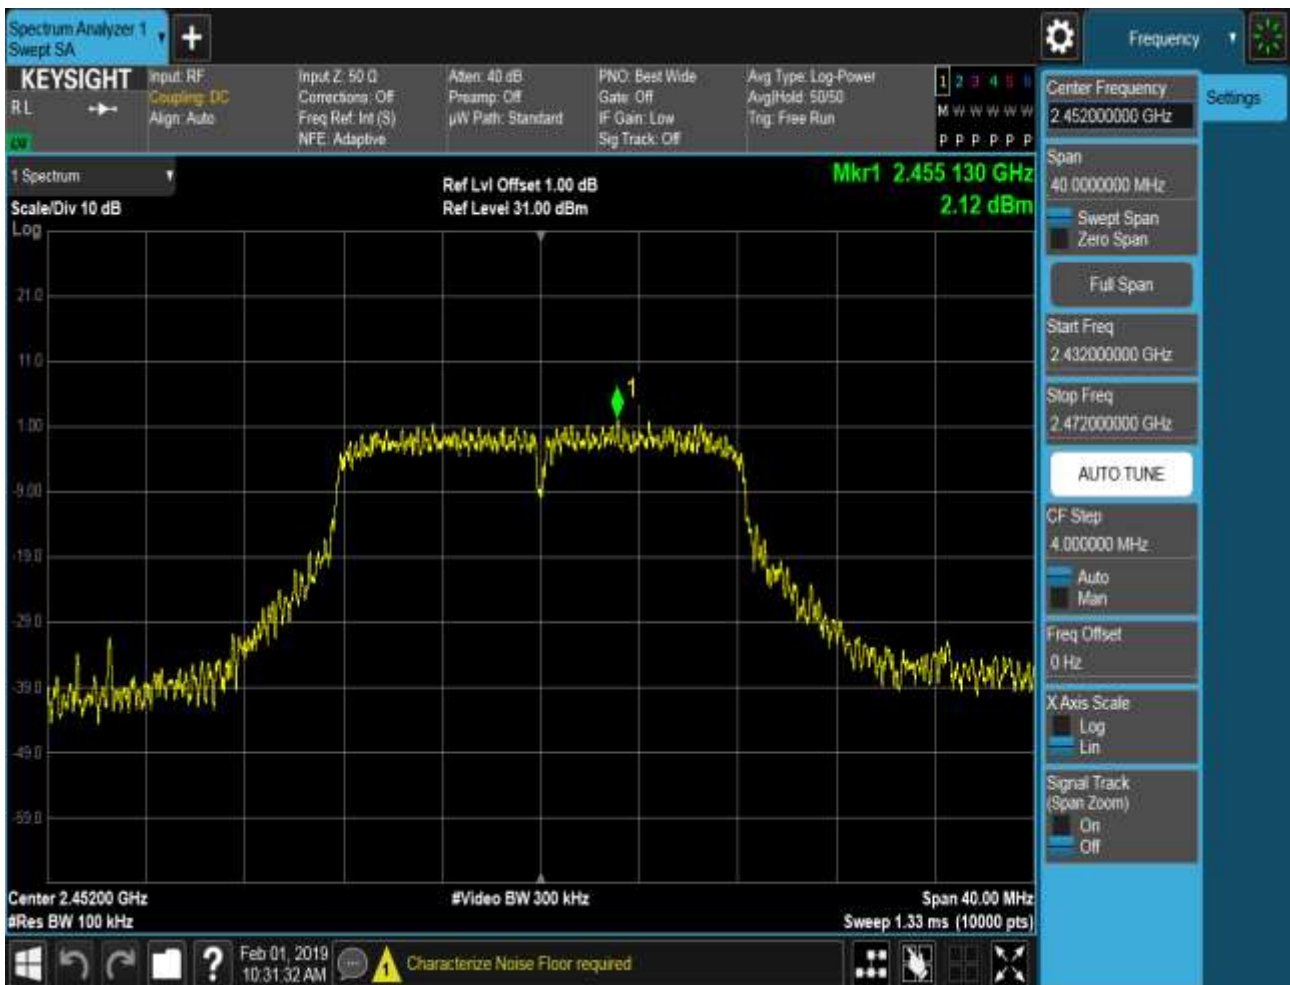 Spectrum Analyzer 1
Swept SA
+
Frequency
KEYSIGHT
R L
Input: RF
Coupling: DC
Align: Auto
Input Z: 50 Ω
Corrections: Off
Freq Ref: Int (S)
NFE: Adaptive
Atten: 40 dB
Preamp: Off
µW Path: Standard
PNO: Best Wide
Gate: Off
IF Gain: Low
Sig Track: Off
Avg Type: Log-Power
Avg|Hold: 50/50
Trig: Free Run
1 2 3 4 5 6
M W W W W W
P P P P P P
1 Spectrum
Scale/Div 10 dB
Log
Ref Lvl Offset 1.00 dB
Ref Level 31.00 dBm
Mkr1 2.455 130 GHz
2.12 dBm
21.0
11.0
1.00
-9.00
-19.0
-29.0
-39.0
-49.0
-59.0
1
Center 2.45200 GHz
#Res BW 100 kHz
#Video BW 300 kHz
Span 40.00 MHz
Sweep 1.33 ms (10000 pts)
Feb 01, 2019
10:31:32 AM
?
1
Characterize Noise Floor required
Center Frequency
2.452000000 GHz
Settings
Span
40.0000000 MHz
Swept Span
Zero Span
Full Span
Start Freq
2.432000000 GHz
Stop Freq
2.472000000 GHz
AUTO TUNE
CF Step
4.000000 MHz
Auto
Man
Freq Offset
0 Hz
X Axis Scale
Log
Lin
Signal Track
(Span Zoom)
On
Off